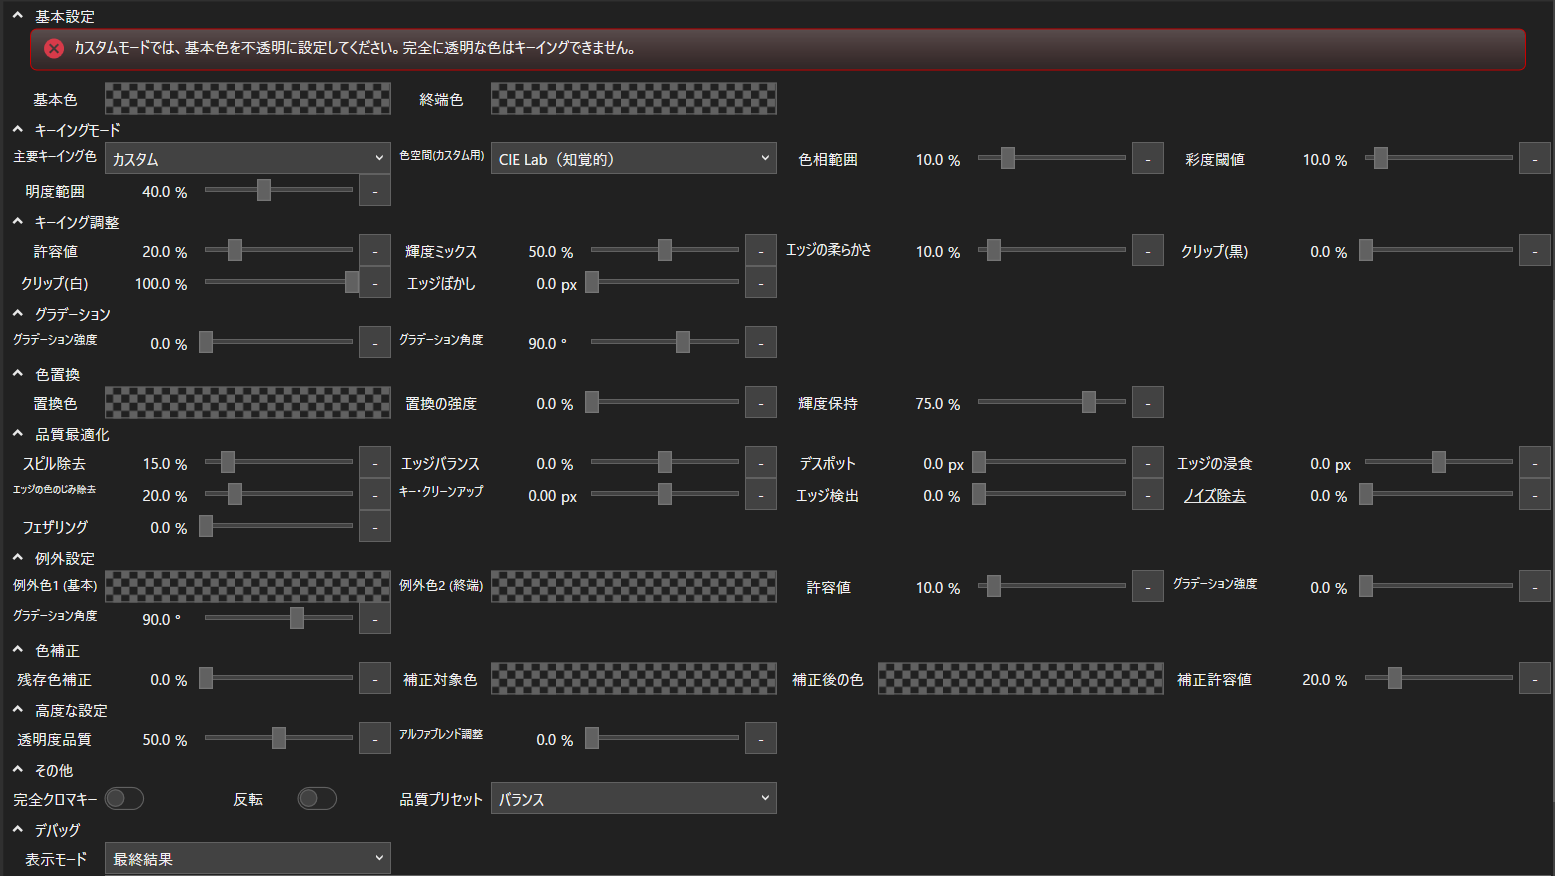 基本設定
カスタムモードでは、基本色を不透明に設定してください。完全に透明な色はキーイングできません。
基本色 終端色
キーイングモード
主要キーイング色 カスタム 色空間(カスタム用) CIE Lab（知覚的） 色相範囲 10.0 % - 彩度閾値 10.0 % -
明度範囲 40.0 % -
キーイング調整
許容値 20.0 % - 輝度ミックス 50.0 % - エッジの柔らかさ 10.0 % - クリップ(黒) 0.0 % -
クリップ(白) 100.0 % - エッジぼかし 0.0 px -
グラデーション
グラデーション強度 0.0 % - グラデーション角度 90.0 ° -
色置換
置換色 置換の強度 0.0 % - 輝度保持 75.0 % -
品質最適化
スピル除去 15.0 % - エッジバランス 0.0 % - デスポット 0.0 px - エッジの浸食 0.0 px -
エッジの色のにじみ除去 20.0 % - キー・クリーンアップ 0.00 px - エッジ検出 0.0 % - ノイズ除去 0.0 % -
フェザリング 0.0 % -
例外設定
例外色1 (基本) 例外色2 (終端) 許容値 10.0 % - グラデーション強度 0.0 % -
グラデーション角度 90.0 ° -
色補正
残存色補正 0.0 % - 補正対象色 補正後の色 補正許容値 20.0 % -
高度な設定
透明度品質 50.0 % - アルファブレンド調整 0.0 % -
その他
完全クロマキー 反転 品質プリセット バランス
デバッグ
表示モード 最終結果